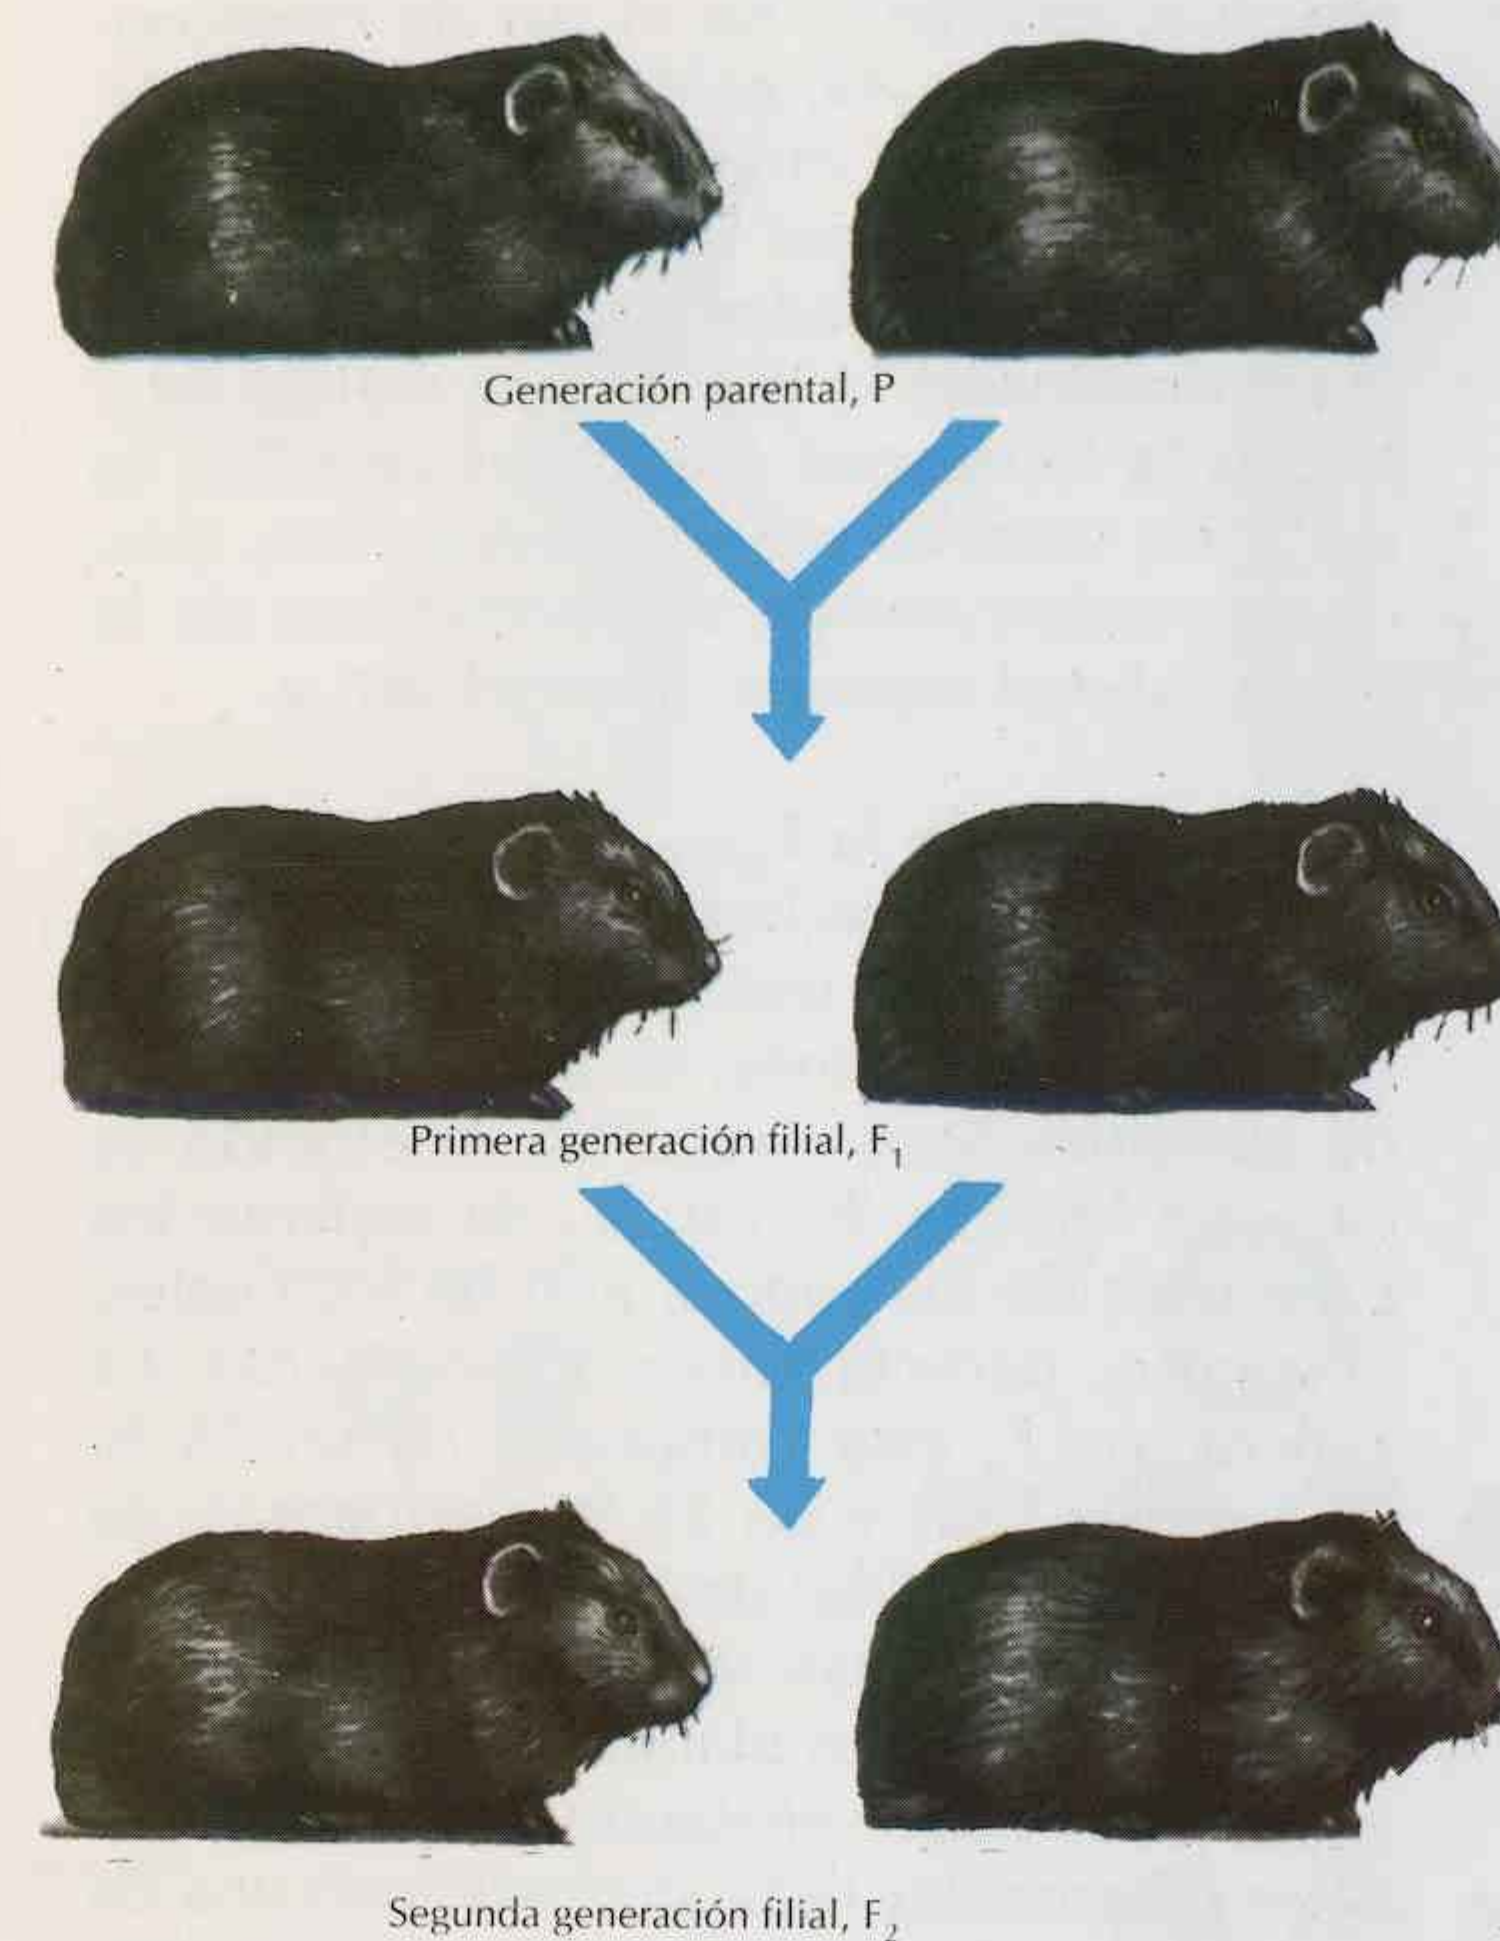 Generación parental, P
Primera generación filial, F₁
Segunda generación filial, F₂